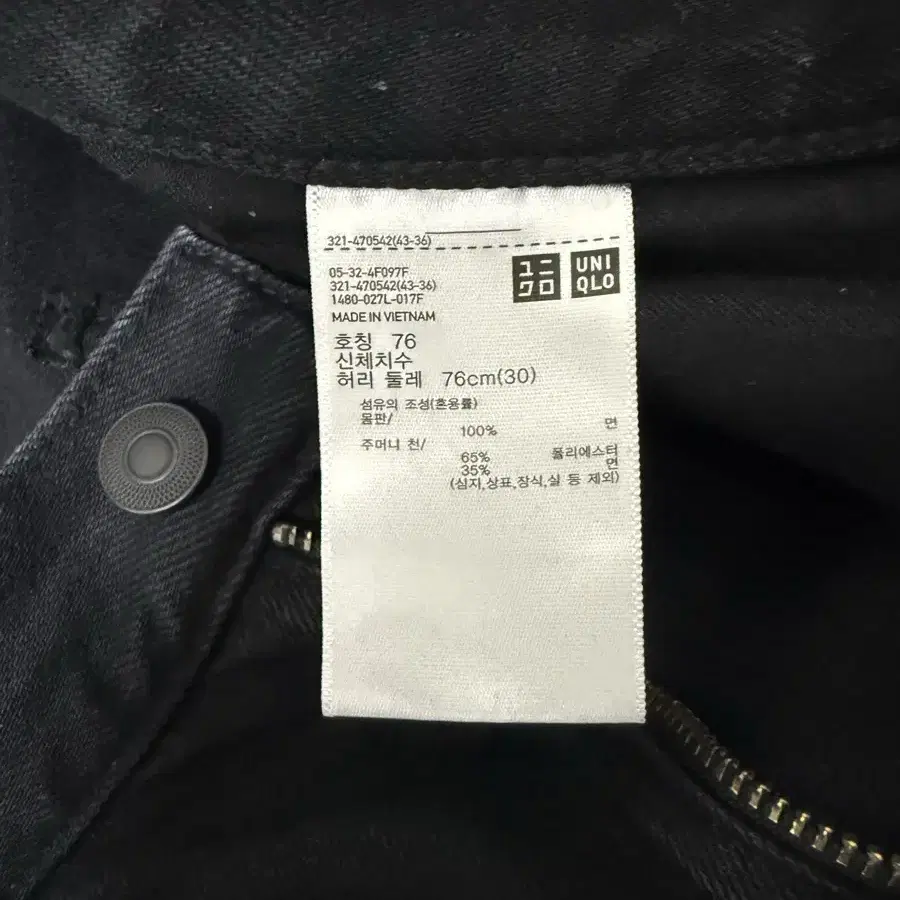 321-470542(43-36)
05-32-4F097F
321-470542(43-36)
1480-027L-017F
ユニクロ
UNIQLO
MADE IN VIETNAM
호칭 76
신체치수
허리 둘레 76cm(30)
섬유의 조성(혼용률)
몸판/
100% 면
주머니 천/
65% 폴리에스터
35% 면
(심지,상표,장식,실 등 제외)